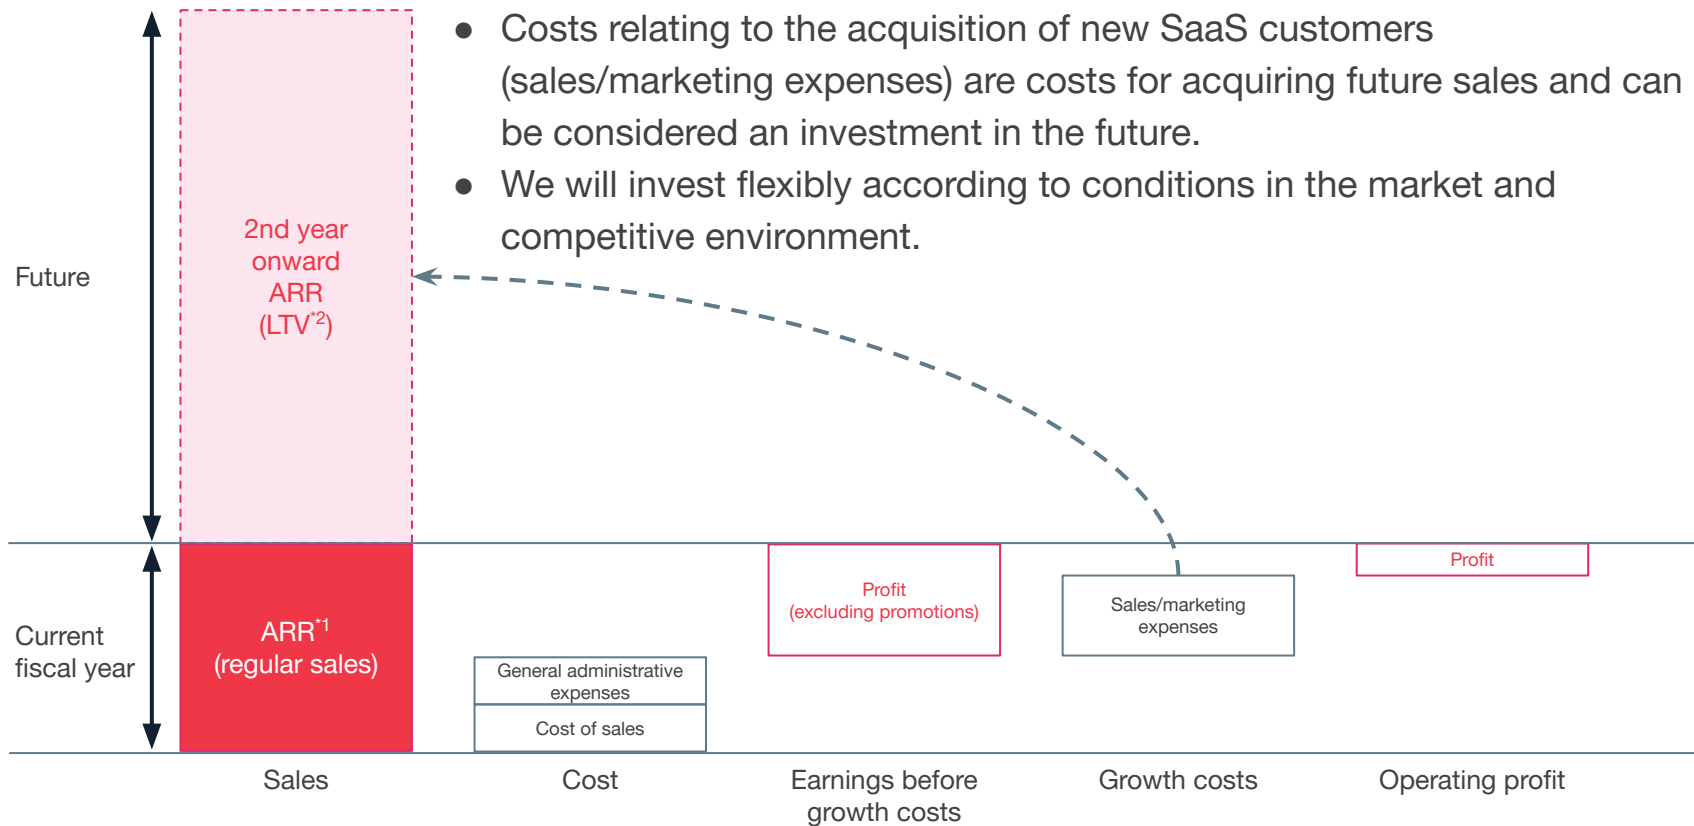 ● Costs relating to the acquisition of new SaaS customers
(sales/marketing expenses) are costs for acquiring future sales and can
be considered an investment in the future.
● We will invest flexibly according to conditions in the market and
competitive environment.
Future
2nd year
onward
ARR
(LTV*2)
Current
fiscal year
ARR*1
(regular sales)
General administrative
expenses
Cost of sales
Profit
(excluding promotions)
Sales/marketing
expenses
Profit
Sales
Cost
Earnings before
growth costs
Growth costs
Operating profit